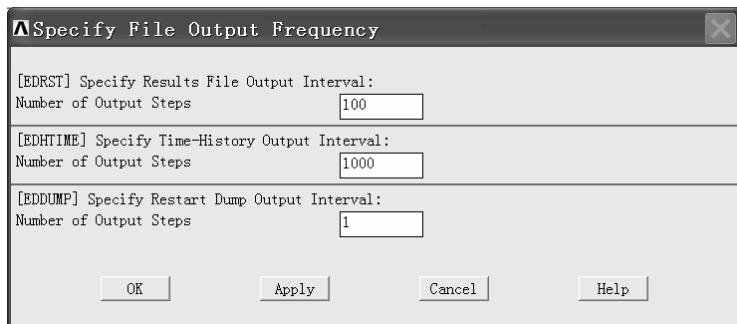 Specify File Output Frequency
[EDRST] Specify Results File Output Interval:
Number of Output Steps 100
[EDHTIME] Specify Time-History Output Interval:
Number of Output Steps 1000
[EDDUMP] Specify Restart Dump Output Interval:
Number of Output Steps 1
OK Apply Cancel Help